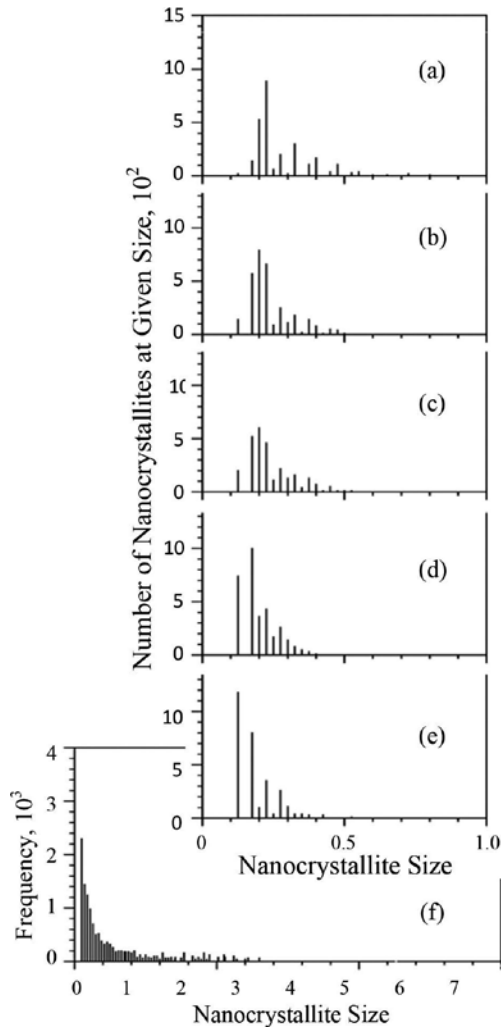 Number of Nanocrystallites at Given Size, 10²
15
10
5
0
(a)
10
5
0
(b)
10
5
0
(c)
10
5
0
(d)
10
5
0
(e)
0 0.5 1.0
Nanocrystallite Size
Frequency, 10³
4
3
2
1
0
(f)
0 1 2 3 4 5 6 7
Nanocrystallite Size